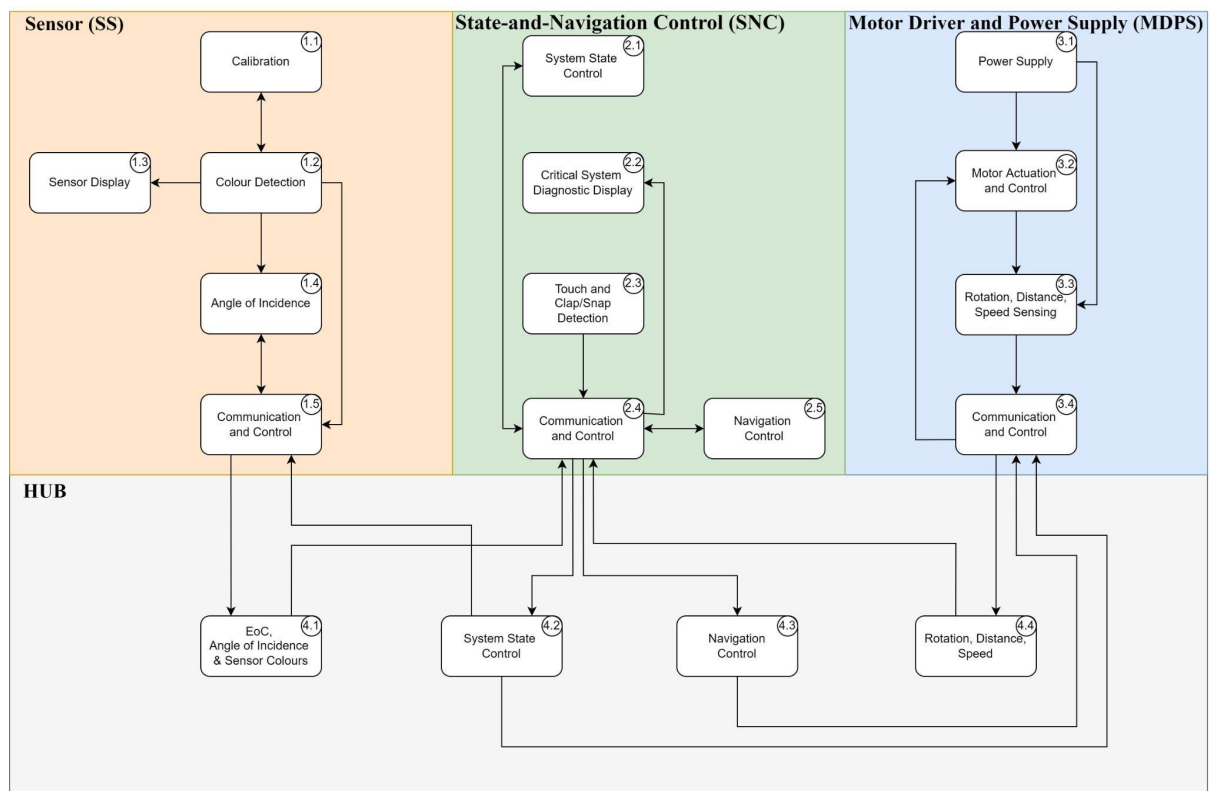 Sensor (SS)
1.1
Calibration
1.3
Sensor Display
1.2
Colour Detection
1.4
Angle of Incidence
1.5
Communication
and Control
State-and-Navigation Control (SNC)
2.1
System State
Control
2.2
Critical System
Diagnostic Display
2.3
Touch and
Clap/Snap
Detection
2.4
Communication
and Control
2.5
Navigation
Control
Motor Driver and Power Supply (MDPS)
3.1
Power Supply
3.2
Motor Actuation
and Control
3.3
Rotation, Distance,
Speed Sensing
3.4
Communication
and Control
HUB
4.1
EoC,
Angle of Incidence
& Sensor Colours
4.2
System State
Control
4.3
Navigation
Control
4.4
Rotation, Distance,
Speed